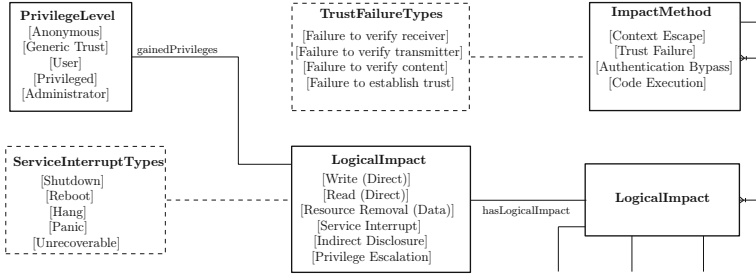 PrivilegeLevel
[Anonymous]
[Generic Trust]
[User]
[Privileged]
[Administrator]
gainedPrivileges
TrustFailureTypes
[Failure to verify receiver]
[Failure to verify transmitter]
[Failure to verify content]
[Failure to establish trust]
ImpactMethod
[Context Escape]
[Trust Failure]
[Authentication Bypass]
[Code Execution]
ServiceInterruptTypes
[Shutdown]
[Reboot]
[Hang]
[Panic]
[Unrecoverable]
LogicalImpact
[Write (Direct)]
[Read (Direct)]
[Resource Removal (Data)]
[Service Interrupt]
[Indirect Disclosure]
[Privilege Escalation]
hasLogicalImpact
LogicalImpact